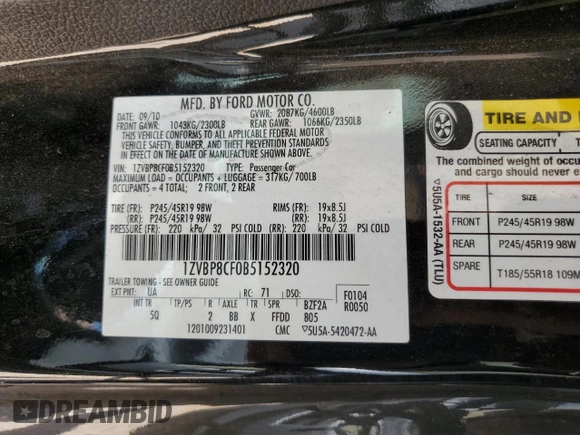 MFD. BY FORD MOTOR CO.
DATE: 09/10 GVWR: 2087KG/4600LB
FRONT GAWR: 1043KG/2300LB REAR GAWR: 1066KG/2350LB
THIS VEHICLE CONFORMS TO ALL APPLICABLE FEDERAL MOTOR
VEHICLE SAFETY, BUMPER, AND THEFT PREVENTION STANDARDS
IN EFFECT ON THE DATE OF MANUFACTURE SHOWN ABOVE.
VIN: 1ZVBP8CF0B5152320 TYPE: Passenger Car
MAXIMUM LOAD = OCCUPANTS + LUGGAGE = 317KG/700LB
OCCUPANTS = 4 TOTAL: 2 FRONT, 2 REAR
TIRE (FR): P245/45R19 98W RIMS (FR): 19x8.5J
(RR): P245/45R19 98W (RR): 19x8.5J
PRESSURE (FR): 220 kPa/ 32 PSI COLD (RR): 220 kPa/ 32 PSI COLD
1ZVBP8CF0B5152320
TRAILER TOWING - SEE OWNER GUIDE
EXT PNT: UA RC: 71 DSO: F0104
R0050
INT TR TP/PS R AXLE TR SPR BZF2A
5Q 2 BB X FFDD B05
1201009231401 CMC 5U5A-5420472-AA
TIRE AND
SEATING CAPACITY
The combined weight of occu
and cargo should never exce
TIRE SIZE
FRONT P245/45R19 98W
REAR P245/45R19 98W
SPARE T185/55R18 109M
5U5A-1532-AA (TLU)
DREAMBID